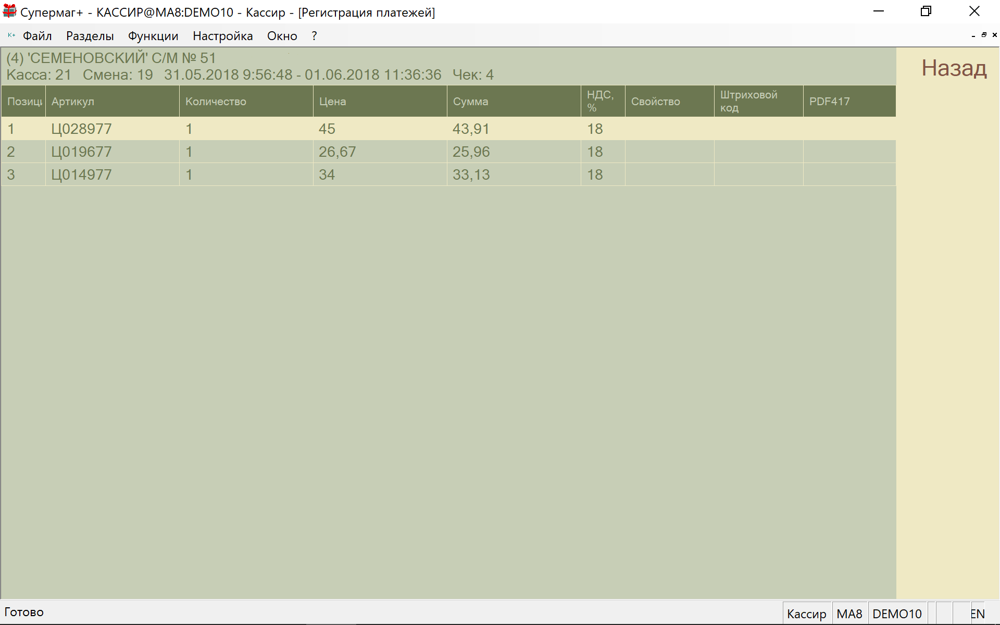 Супермаг+ - КАССИР@MA8:DEMO10 - Кассир - [Регистрация платежей]
К+ Файл Разделы Функции Настройка Окно ?
(4) 'СЕМЕНОВСКИЙ' С/М № 51
Касса: 21 Смена: 19 31.05.2018 9:56:48 - 01.06.2018 11:36:36 Чек: 4
Назад
Позици Артикул Количество Цена Сумма НДС, % Свойство Штриховой код PDF417
1 Ц028977 1 45 43,91 18
2 Ц019677 1 26,67 25,96 18
3 Ц014977 1 34 33,13 18
Готово Кассир MA8 DEMO10 EN